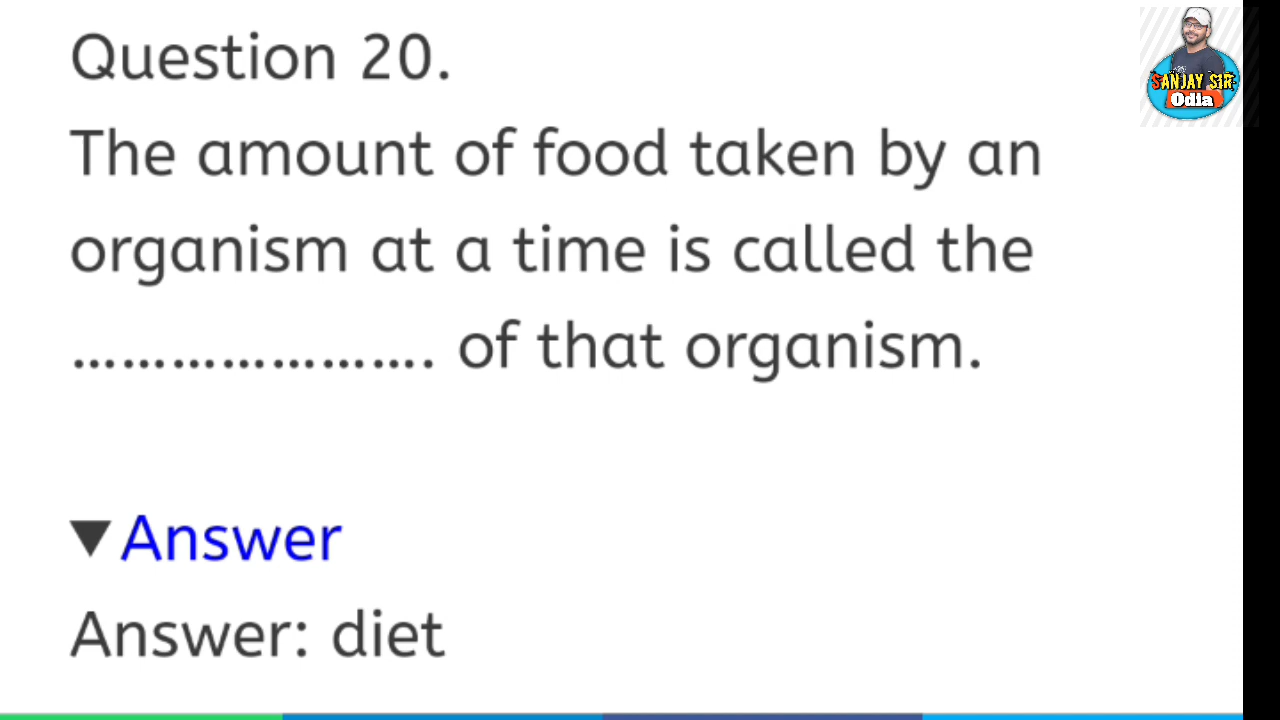 Question 20.
The amount of food taken by an
organism at a time is called the
…………………. of that organism.
▼Answer
Answer: diet
SANJAY SIR
Odia